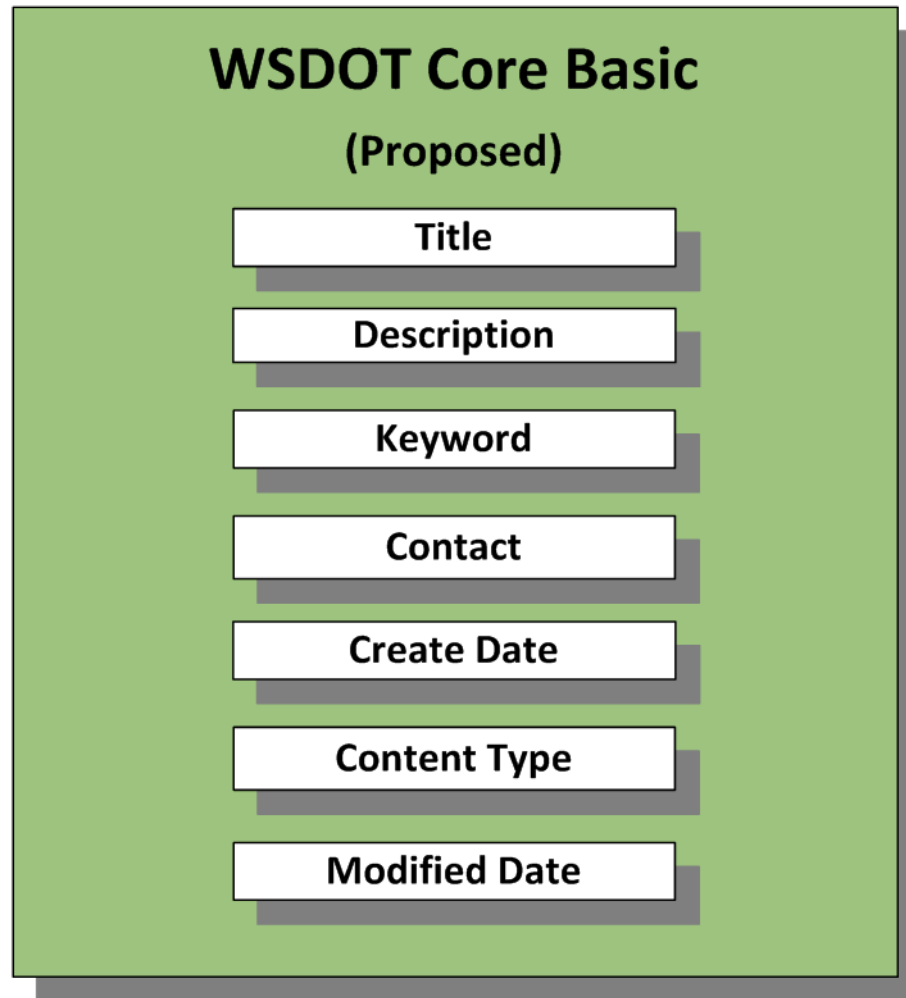 WSDOT Core Basic
(Proposed)
Title
Description
Keyword
Contact
Create Date
Content Type
Modified Date